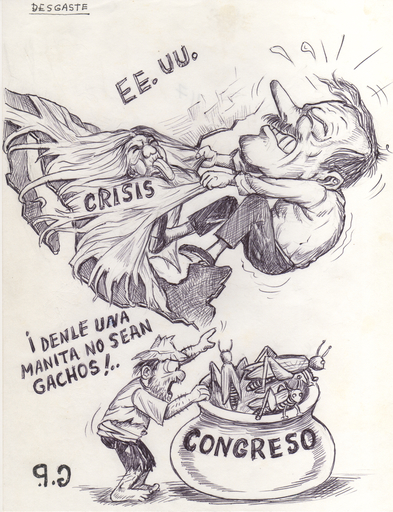 DESGASTE
EE. UU.
CRISIS
¡DENLE UNA
MANITA NO SEAN
GACHOS!..
CONGRESO
G.P.